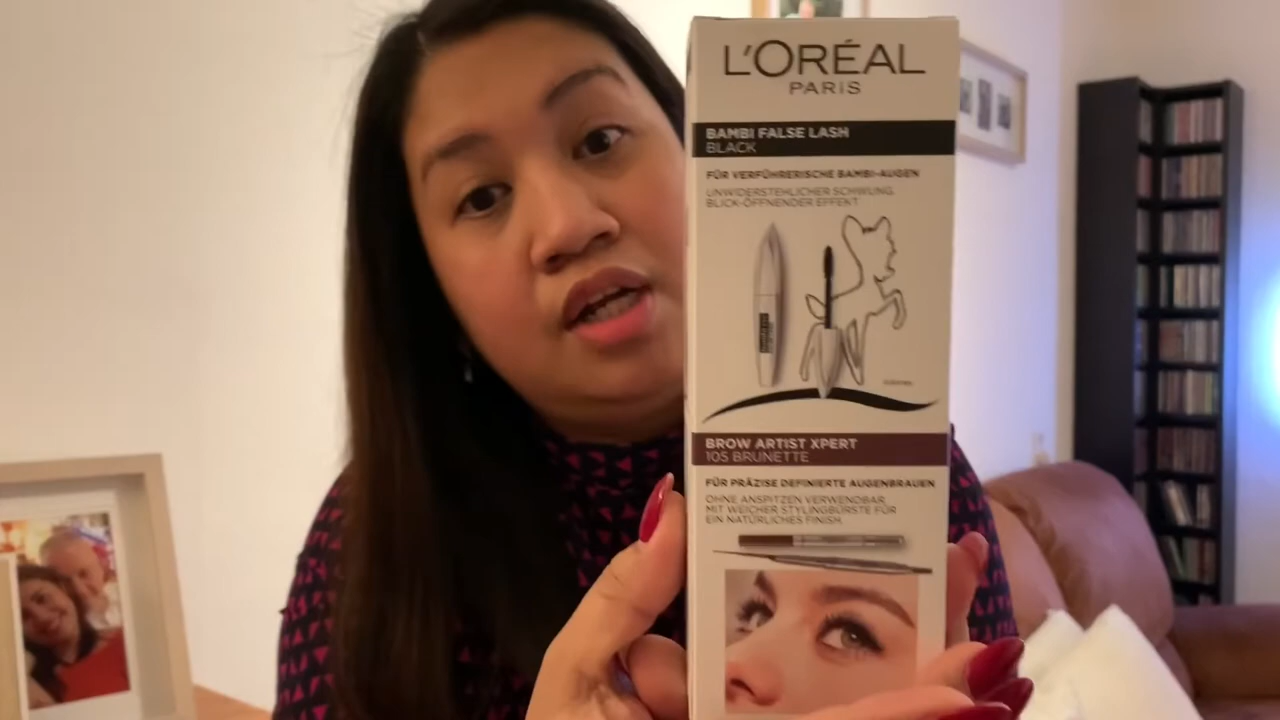 L'ORÉAL
PARIS
BAMBI FALSE LASH
BLACK
FÜR VERFÜHRERISCHE BAMBI-AUGEN
UNWIDERSTEHLICHER SCHWUNG,
BLICK-ÖFFNENDER EFFEKT
BROW ARTIST XPERT
105 BRUNETTE
FÜR PRÄZISE DEFINIERTE AUGENBRAUEN
OHNE ANSPITZEN VERWENDBAR,
MIT WEICHER STYLINGBÜRSTE FÜR
EIN NATÜRLICHES FINISH